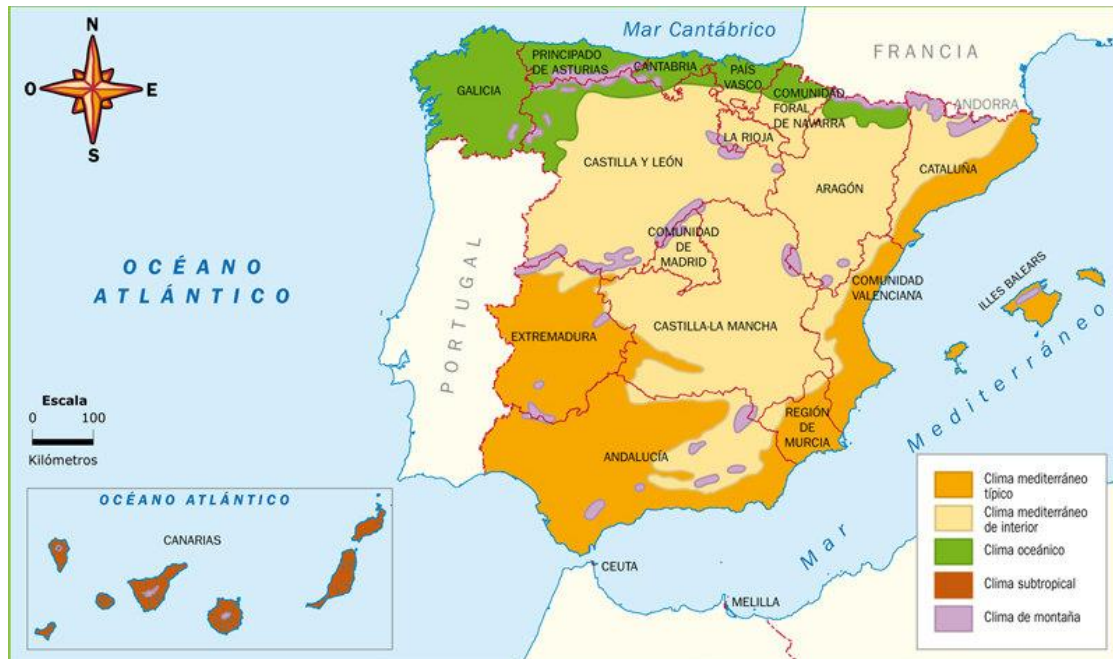 N
O
E
S
Mar Cantábrico
FRANCIA
ANDORRA
PRINCIPADO
DE ASTURIAS
CANTABRIA
PAÍS
VASCO
COMUNIDAD
FORAL
DE NAVARRA
GALICIA
LA RIOJA
CASTILLA Y LEÓN
ARAGÓN
CATALUÑA
COMUNIDAD
DE
MADRID
OCÉANO
ATLÁNTICO
PORTUGAL
COMUNIDAD
VALENCIANA
ILLES BALEARS
EXTREMADURA
CASTILLA-LA MANCHA
Mar Mediterráneo
REGIÓN
DE
MURCIA
ANDALUCÍA
Escala
0 100
Kilómetros
OCÉANO ATLÁNTICO
CANARIAS
CEUTA
MELILLA
Clima mediterráneo
típico
Clima mediterráneo
de interior
Clima oceánico
Clima subtropical
Clima de montaña